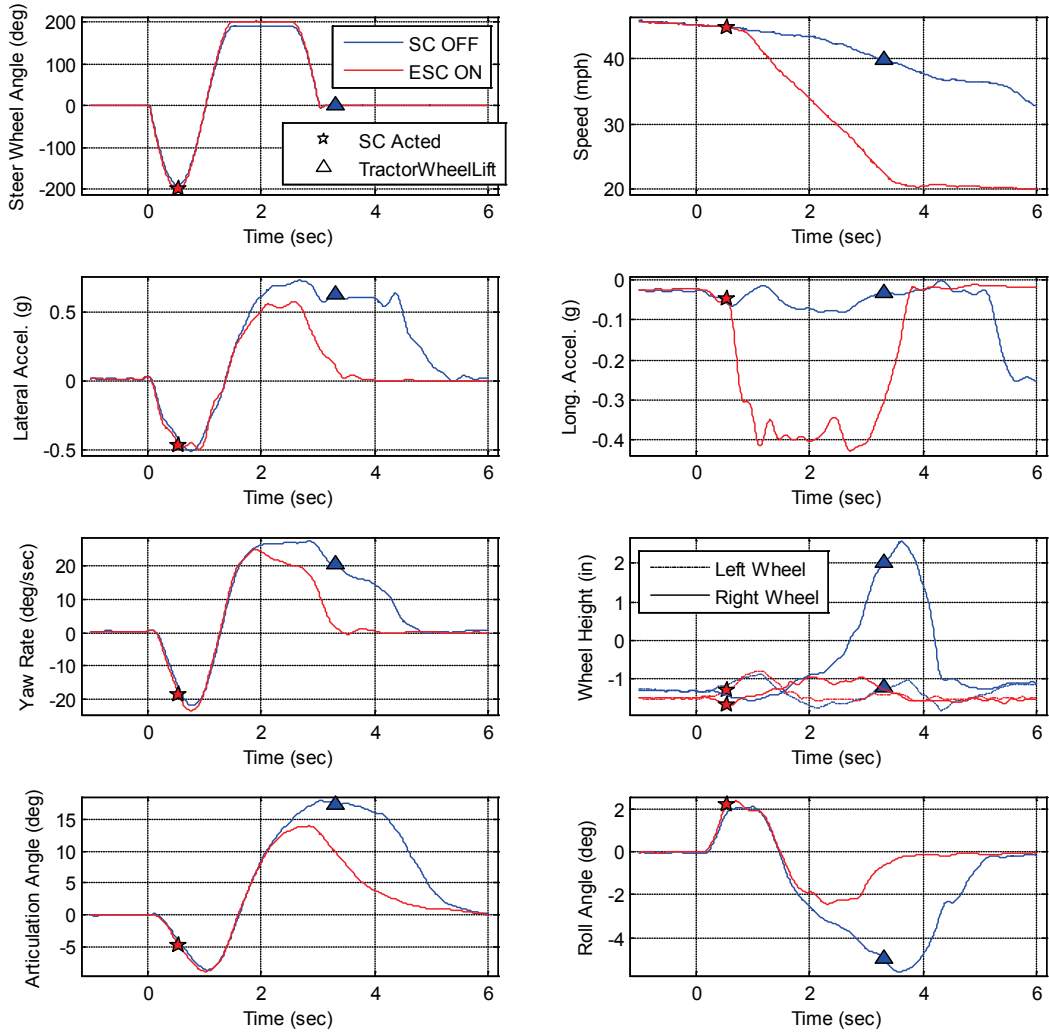 Steer Wheel Angle (deg)
200
100
0
-100
-200
SC OFF
ESC ON
SC Acted
TractorWheelLift
0 2 4 6
Time (sec)
Speed (mph)
40
30
20
0 2 4 6
Time (sec)
Lateral Accel. (g)
0.5
0
-0.5
0 2 4 6
Time (sec)
Long. Accel. (g)
0
-0.1
-0.2
-0.3
-0.4
0 2 4 6
Time (sec)
Yaw Rate (deg/sec)
20
10
0
-10
-20
0 2 4 6
Time (sec)
Wheel Height (in)
2
1
0
-1
Left Wheel
Right Wheel
0 2 4 6
Time (sec)
Articulation Angle (deg)
15
10
5
0
-5
0 2 4 6
Time (sec)
Roll Angle (deg)
2
0
-2
-4
0 2 4 6
Time (sec)